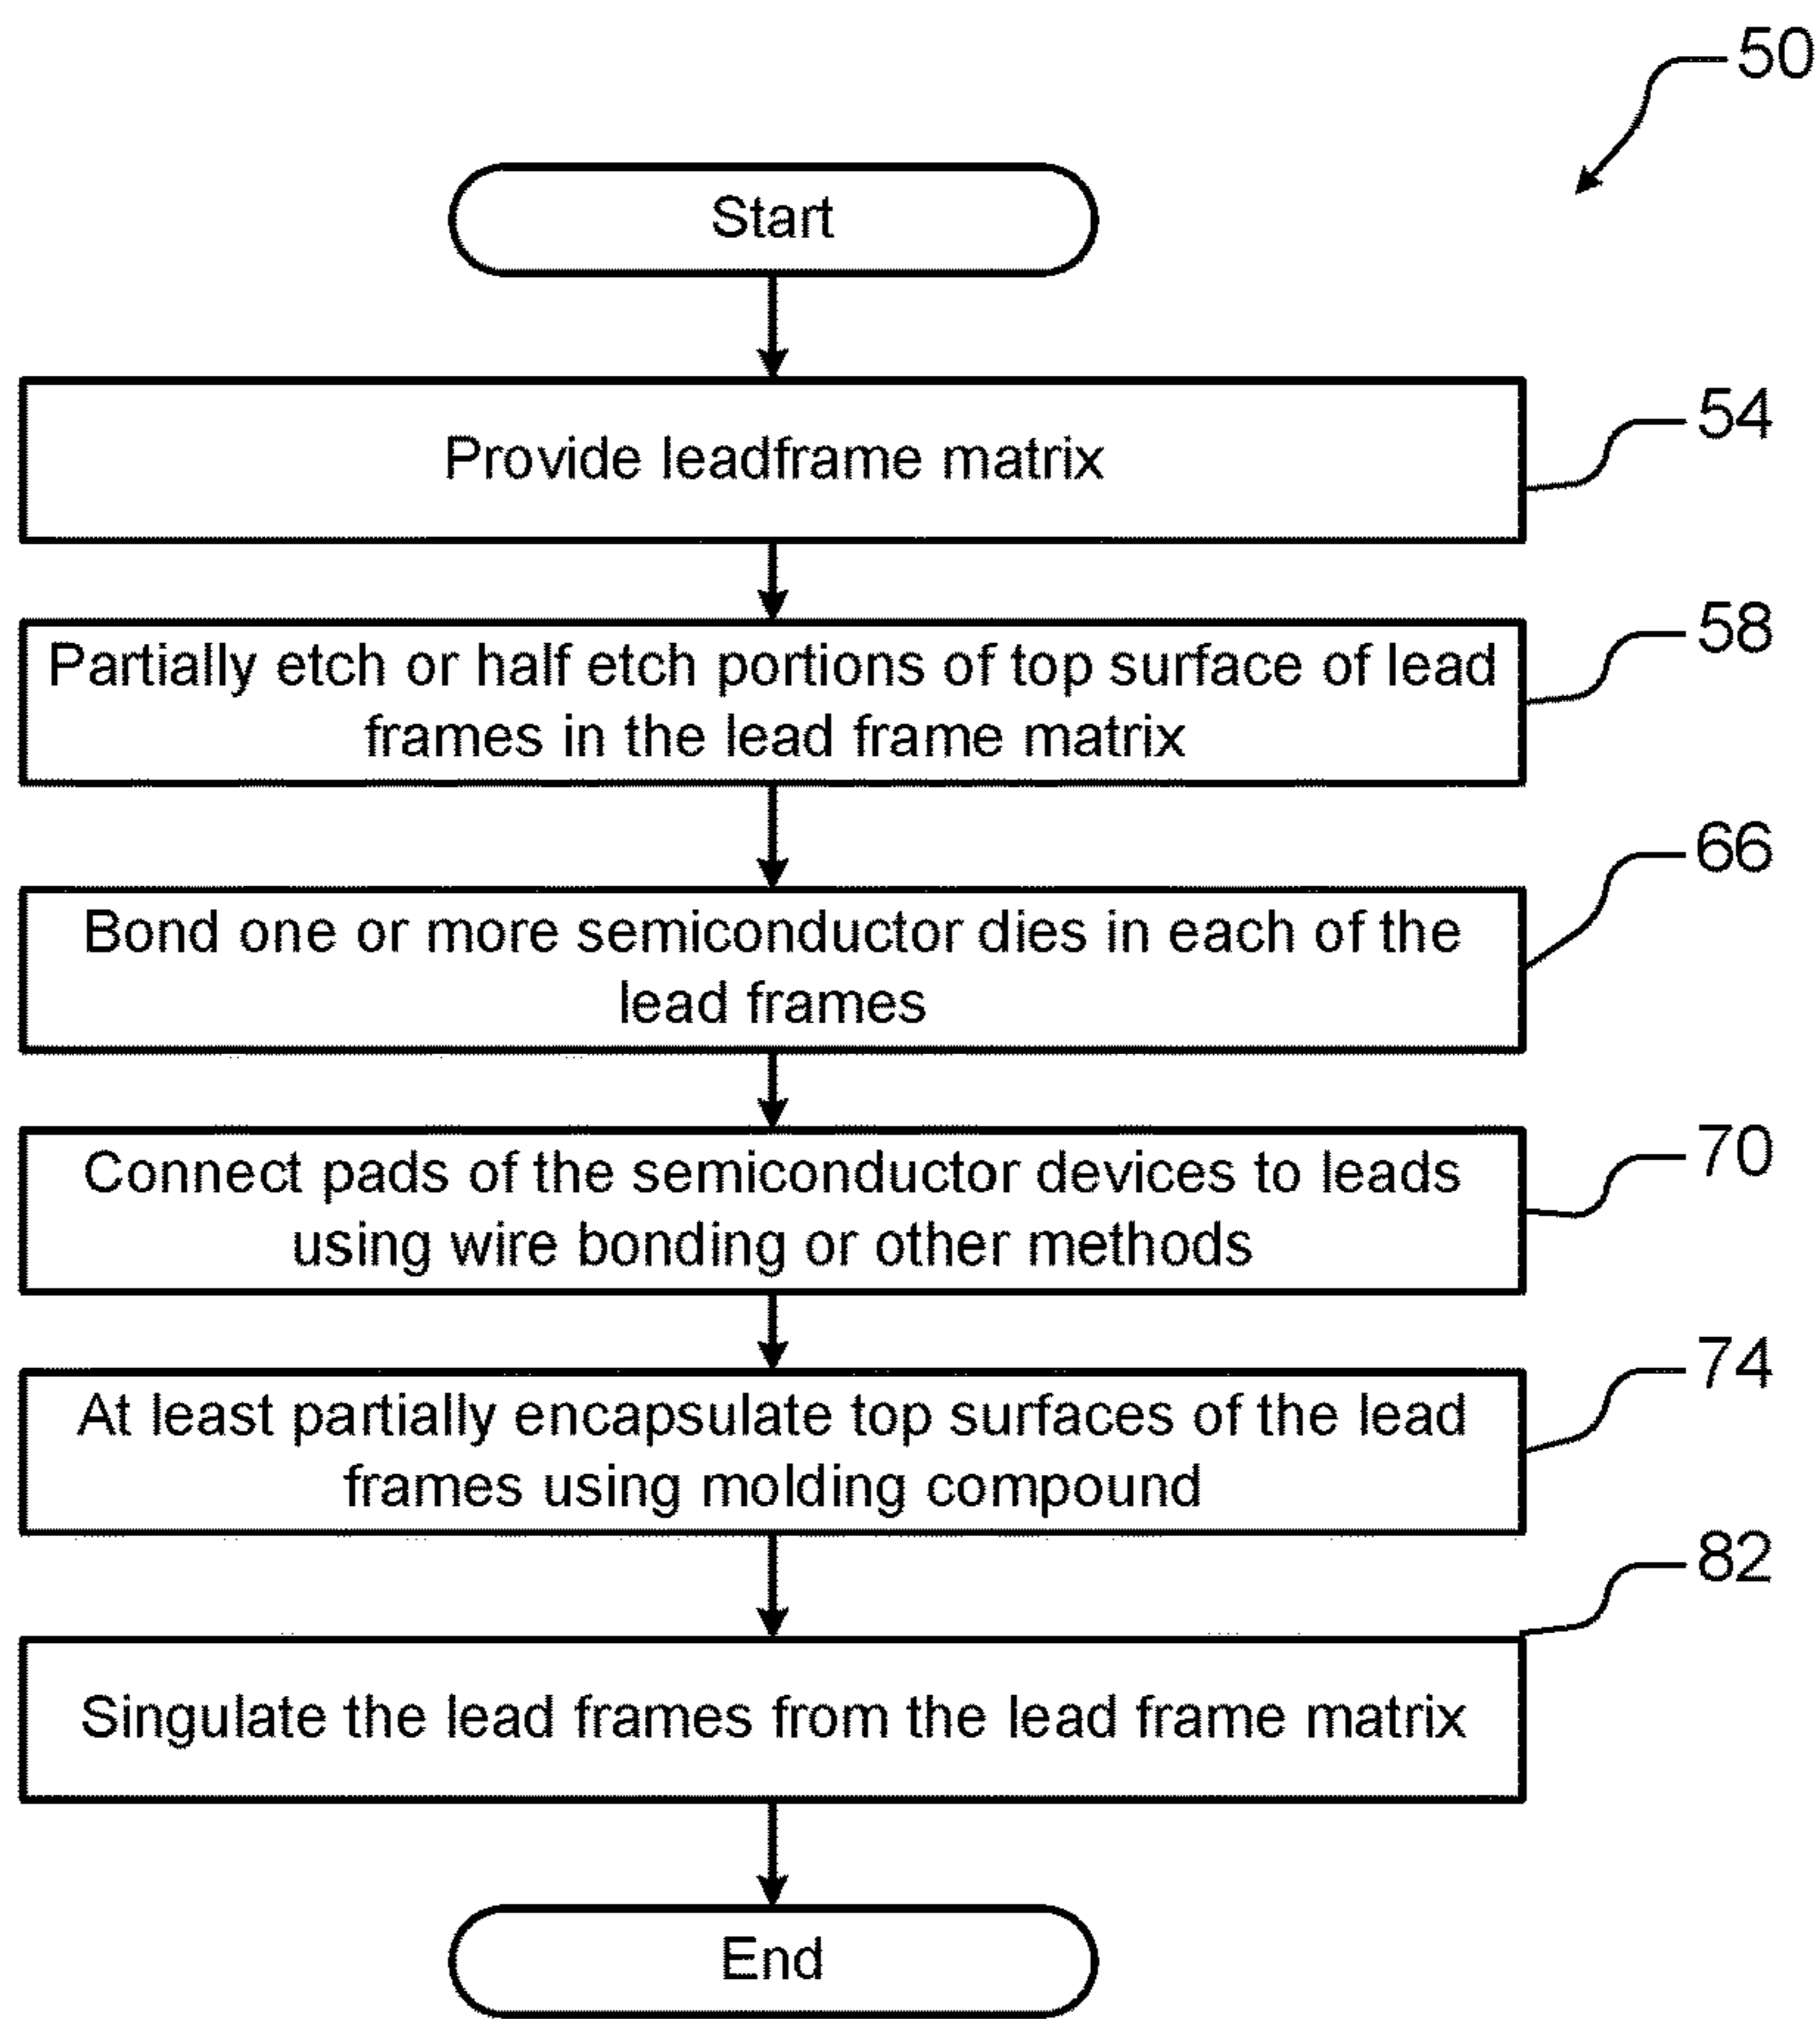 50
Start
Provide leadframe matrix
54
Partially etch or half etch portions of top surface of lead
frames in the lead frame matrix
58
Bond one or more semiconductor dies in each of the
lead frames
66
Connect pads of the semiconductor devices to leads
using wire bonding or other methods
70
At least partially encapsulate top surfaces of the lead
frames using molding compound
74
Singulate the lead frames from the lead frame matrix
82
End